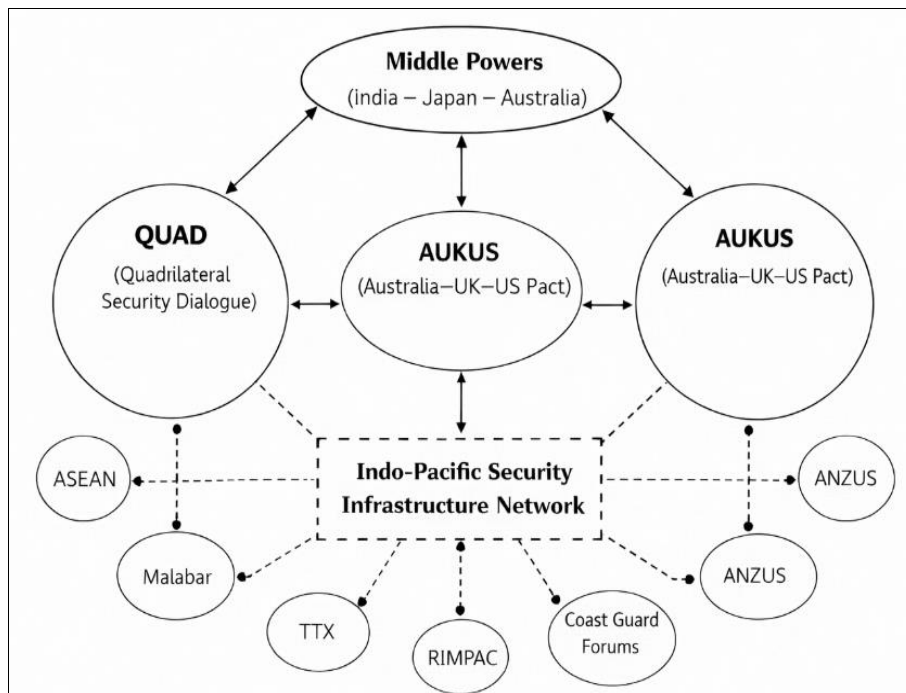 Middle Powers
(india – Japan – Australia)
QUAD
(Quadrilateral
Security Dialogue)
AUKUS
(Australia–UK–US Pact)
AUKUS
(Australia–UK–US Pact)
Indo-Pacific Security
Infrastructure Network
ASEAN
ANZUS
Malabar
ANZUS
TTX
RIMPAC
Coast Guard
Forums